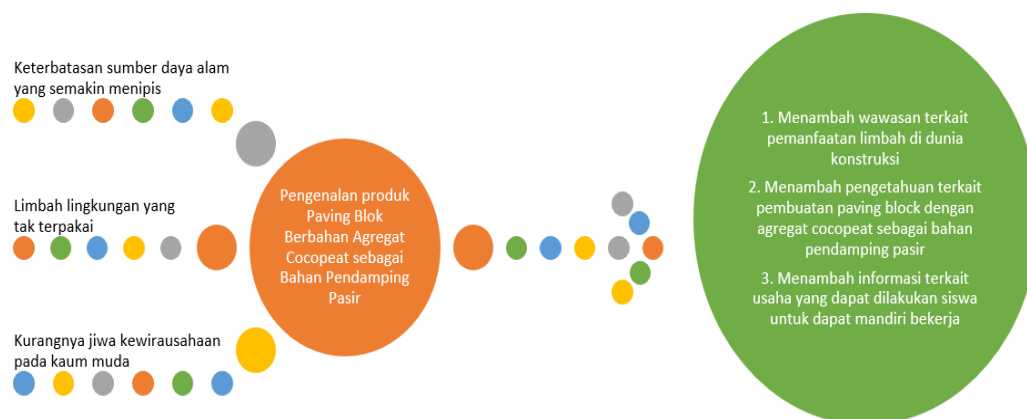 Keterbatasan sumber daya alam
yang semakin menipis
Limbah lingkungan yang
tak terpakai
Kurangnya jiwa kewirausahaan
pada kaum muda
Pengenalan produk
Paving Blok
Berbahan Agregat
Cocopeat sebagai
Bahan Pendamping
Pasir
1. Menambah wawasan terkait
pemanfaatan limbah di dunia
konstruksi
2. Menambah pengetahuan terkait
pembuatan paving block dengan
agregat cocopeat sebagai bahan
pendamping pasir
3. Menambah informasi terkait
usaha yang dapat dilakukan siswa
untuk dapat mandiri bekerja